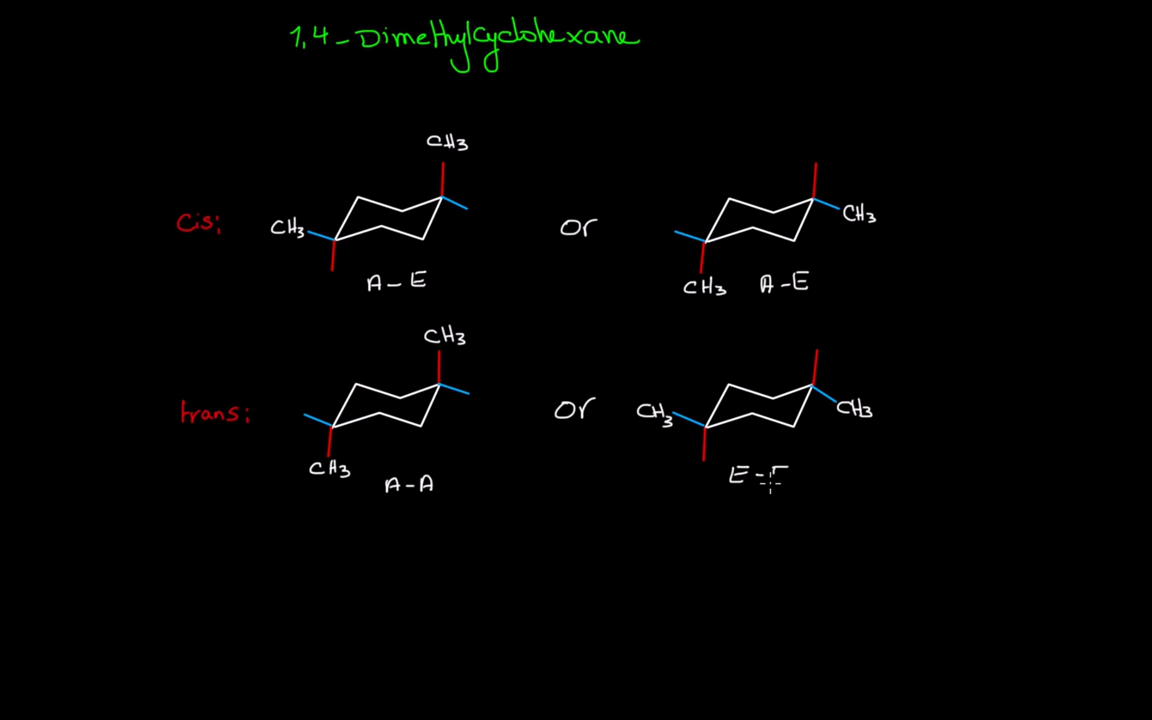 1,4-Dimethylcyclohexane
CH3
cis:
CH3
or
CH3
A-E
CH3
A-E
CH3
trans:
or
CH3
CH3
CH3
A-A
E-